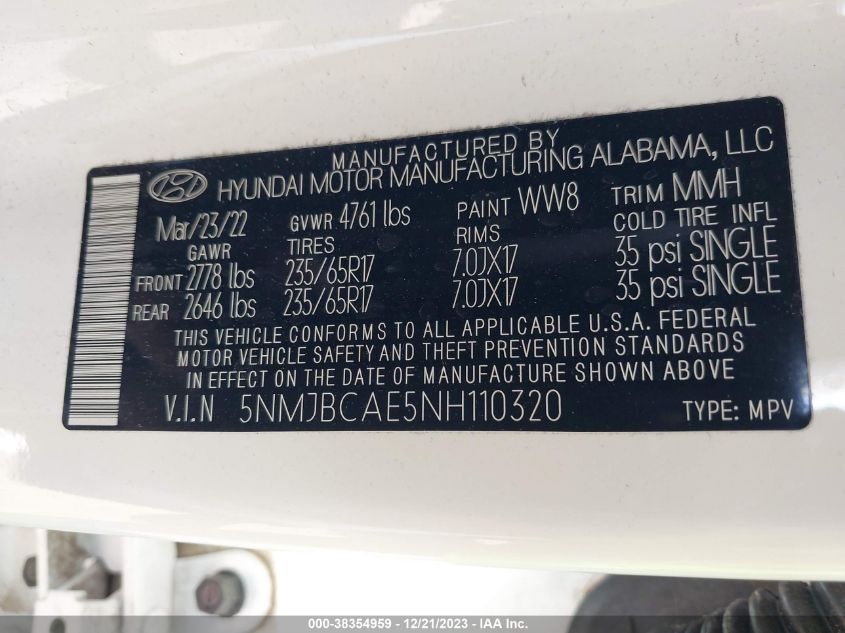 MANUFACTURED BY
HYUNDAI MOTOR MANUFACTURING ALABAMA, LLC
Mar/23/22 GVWR 4761 lbs PAINT WW8 TRIM MMH
GAWR TIRES RIMS COLD TIRE INFL
FRONT 2778 lbs 235/65R17 7.0JX17 35 psi SINGLE
REAR 2646 lbs 235/65R17 7.0JX17 35 psi SINGLE
THIS VEHICLE CONFORMS TO ALL APPLICABLE U.S.A. FEDERAL
MOTOR VEHICLE SAFETY AND THEFT PREVENTION STANDARDS
IN EFFECT ON THE DATE OF MANUFACTURE SHOWN ABOVE
V.I.N 5NMJBCAE5NH110320 TYPE: MPV
000-38354959 - 12/21/2023 - IAA Inc.